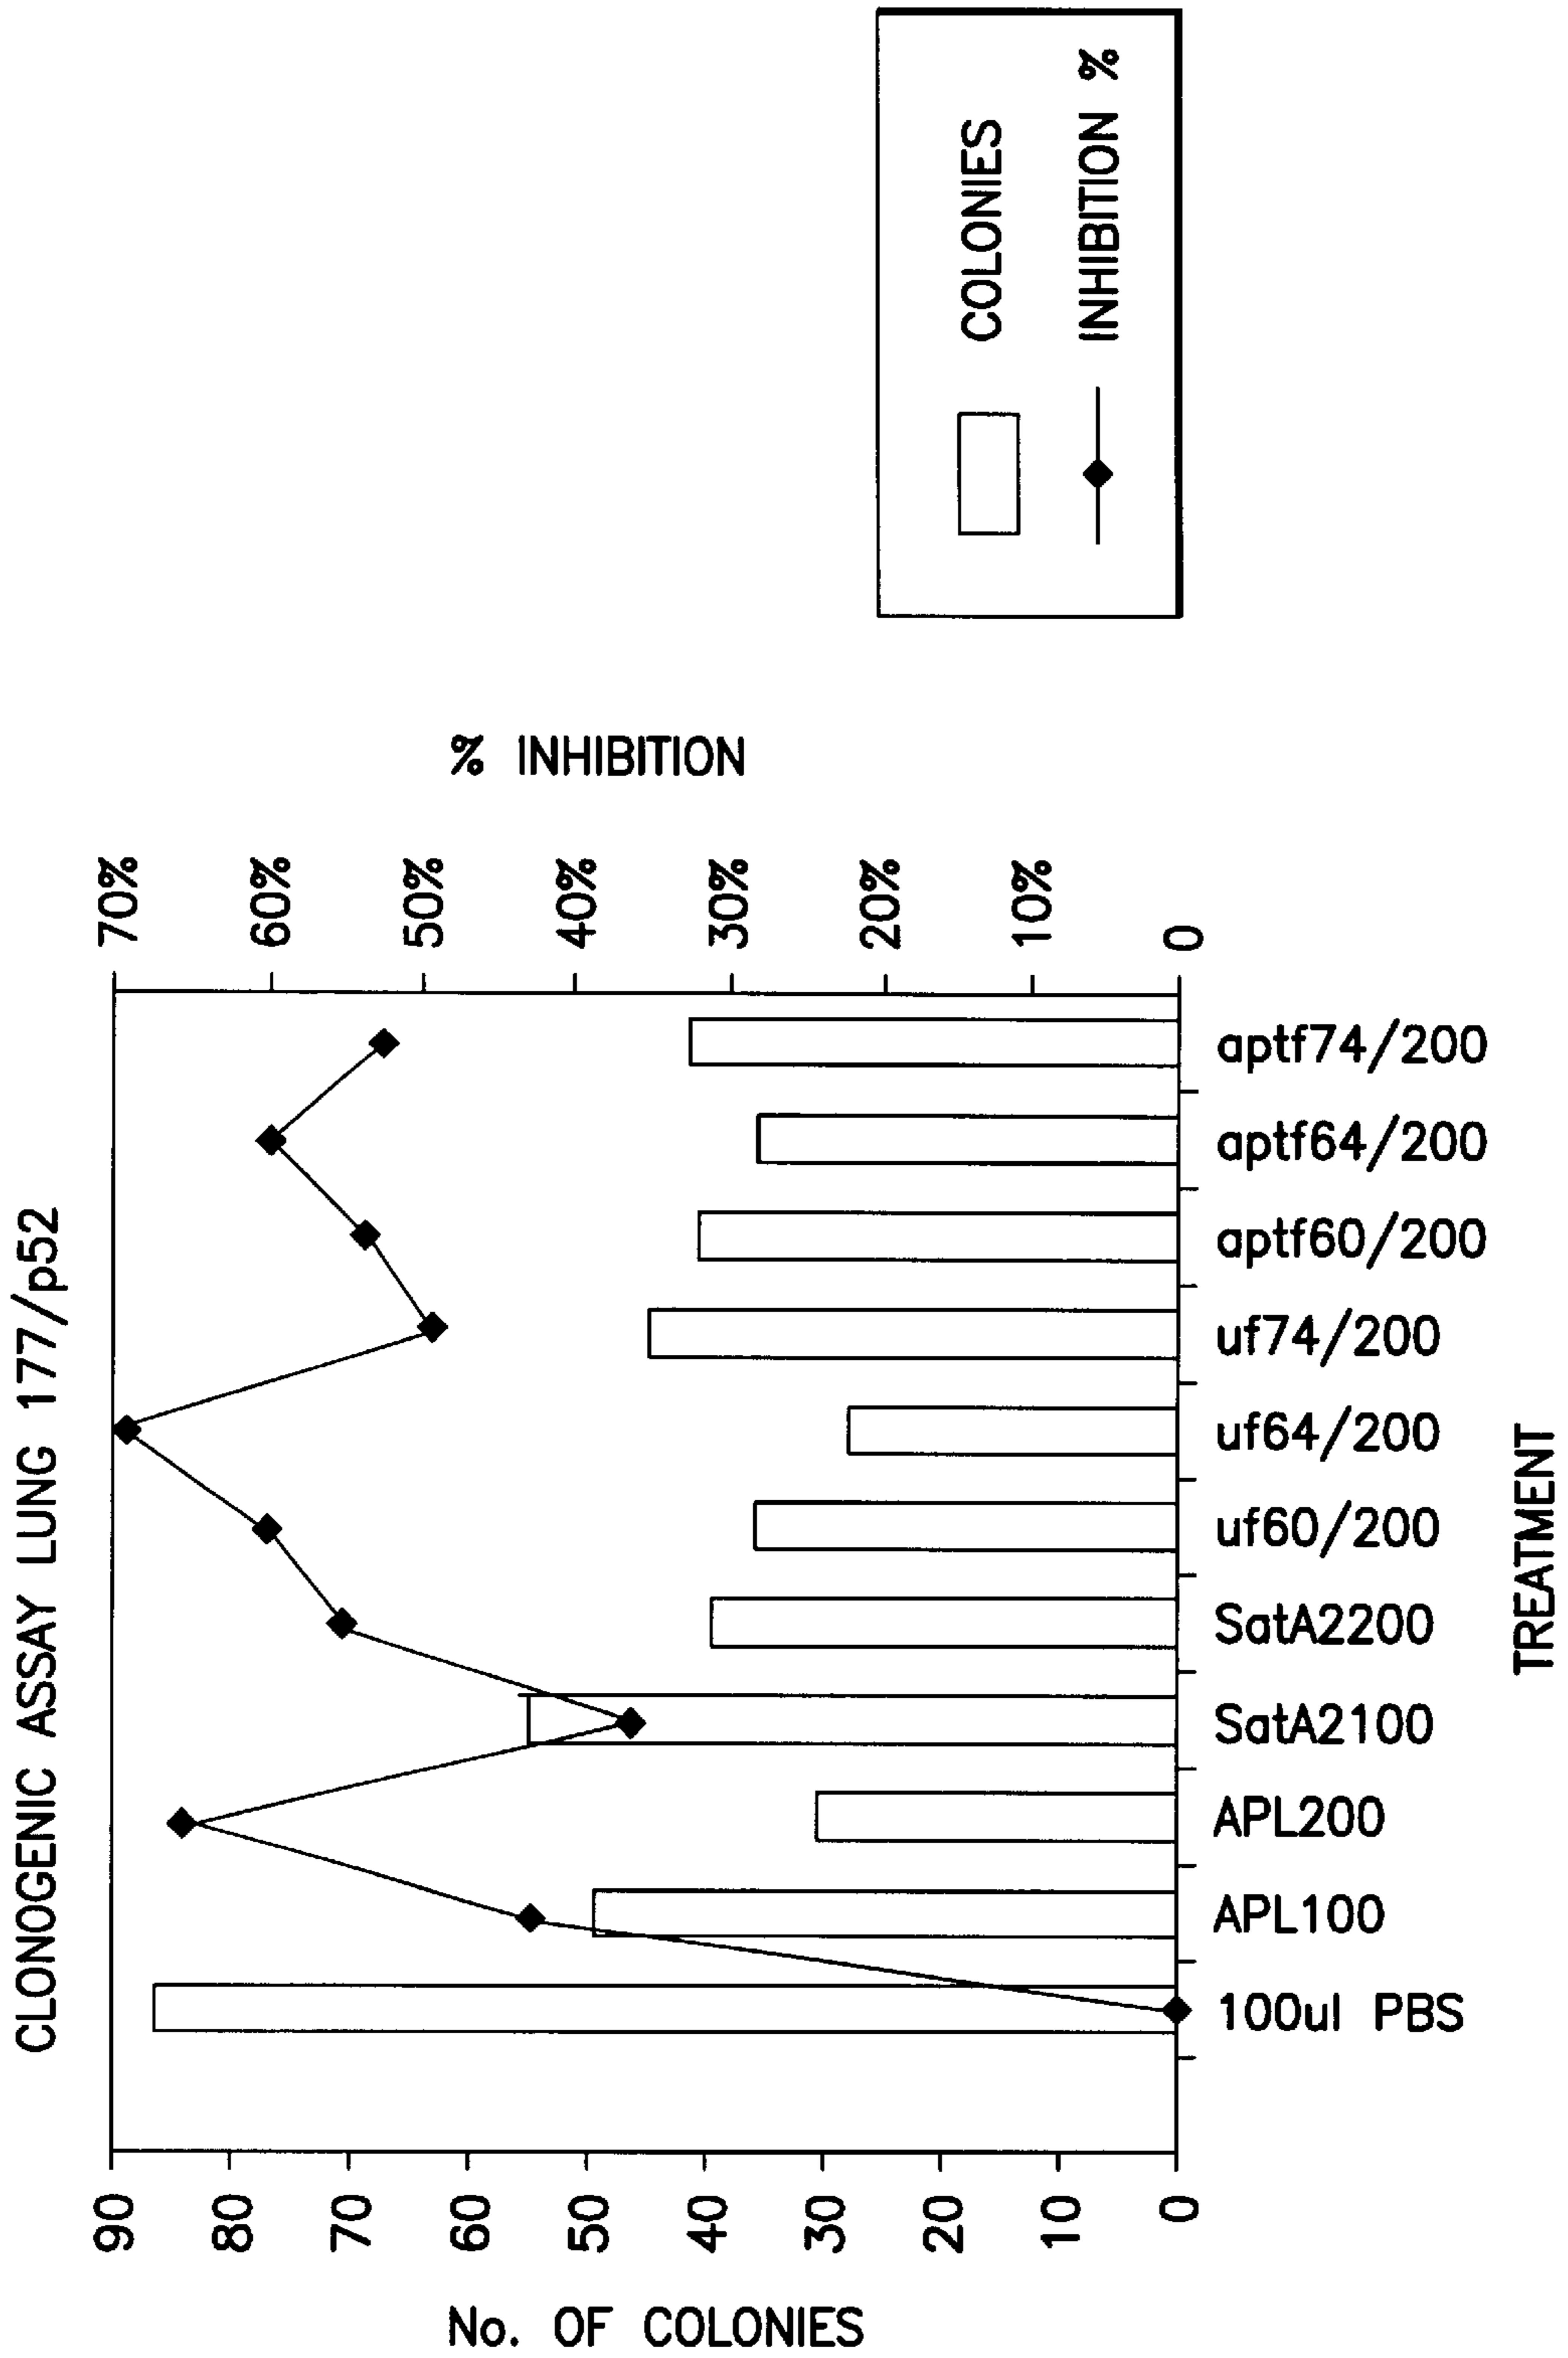 CLONOGENIC ASSAY LUNG 177/p52
No. OF COLONIES
90
80
70
60
50
40
30
20
10
0
% INHIBITION
70%
60%
50%
40%
30%
20%
10%
0
100ul PBS
APL100
APL200
SatA2100
SatA2200
uf60/200
uf64/200
uf74/200
aptf60/200
aptf64/200
aptf74/200
TREATMENT
COLONIES
INHIBITION %